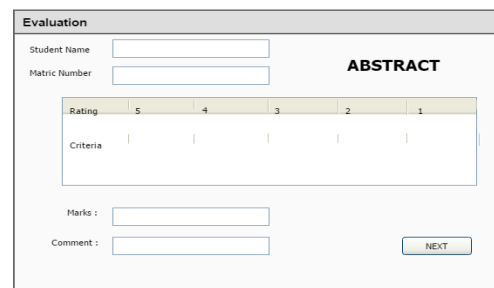 Evaluation
Student Name
ABSTRACT
Matric Number
Rating 5 4 3 2 1
Criteria
Marks :
Comment :
NEXT